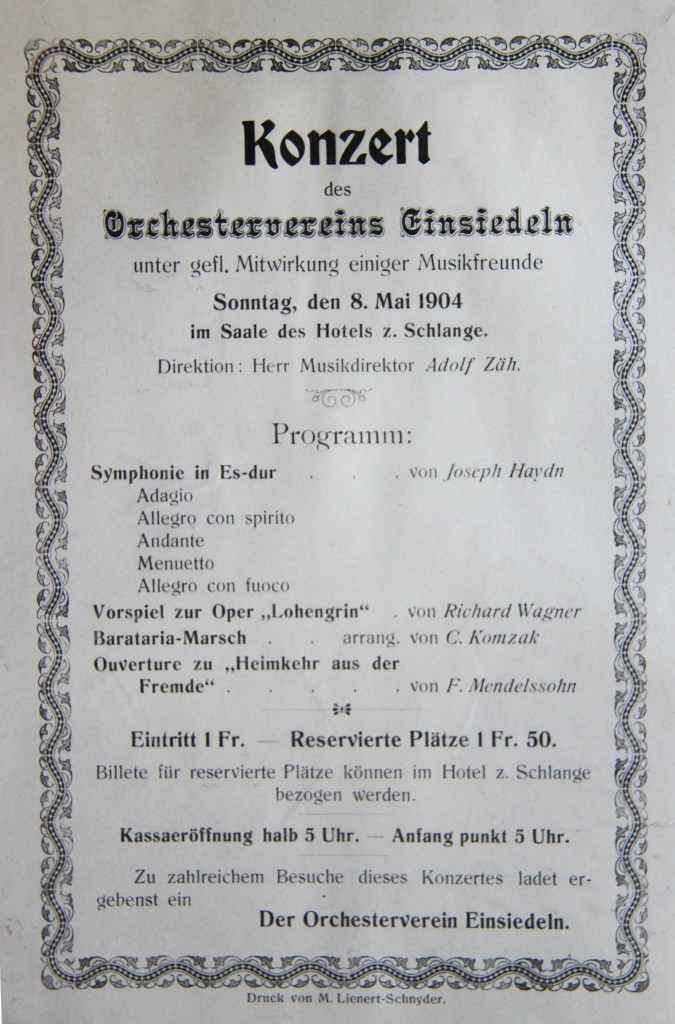 Konzert
des
Orchestervereins Einsiedeln
unter gefl. Mitwirkung einiger Musikfreunde
Sonntag, den 8. Mai 1904
im Saale des Hotels z. Schlange.
Direktion: Herr Musikdirektor Adolf Zäh.
Programm:
Symphonie in Es-dur . . . von Joseph Haydn
Adagio
Allegro con spirito
Andante
Menuetto
Allegro con fuoco
Vorspiel zur Oper „Lohengrin“ . von Richard Wagner
Barataria-Marsch . . arrang. von C. Komzak
Ouverture zu „Heimkehr aus der
Fremde“ . . . . . von F. Mendelssohn
Eintritt 1 Fr. — Reservierte Plätze 1 Fr. 50.
Billete für reservierte Plätze können im Hotel z. Schlange
bezogen werden.
Kassaeröffnung halb 5 Uhr. — Anfang punkt 5 Uhr.
Zu zahlreichem Besuche dieses Konzertes ladet er-
gebenst ein
Der Orchesterverein Einsiedeln.
Druck von M. Lienert-Schnyder.